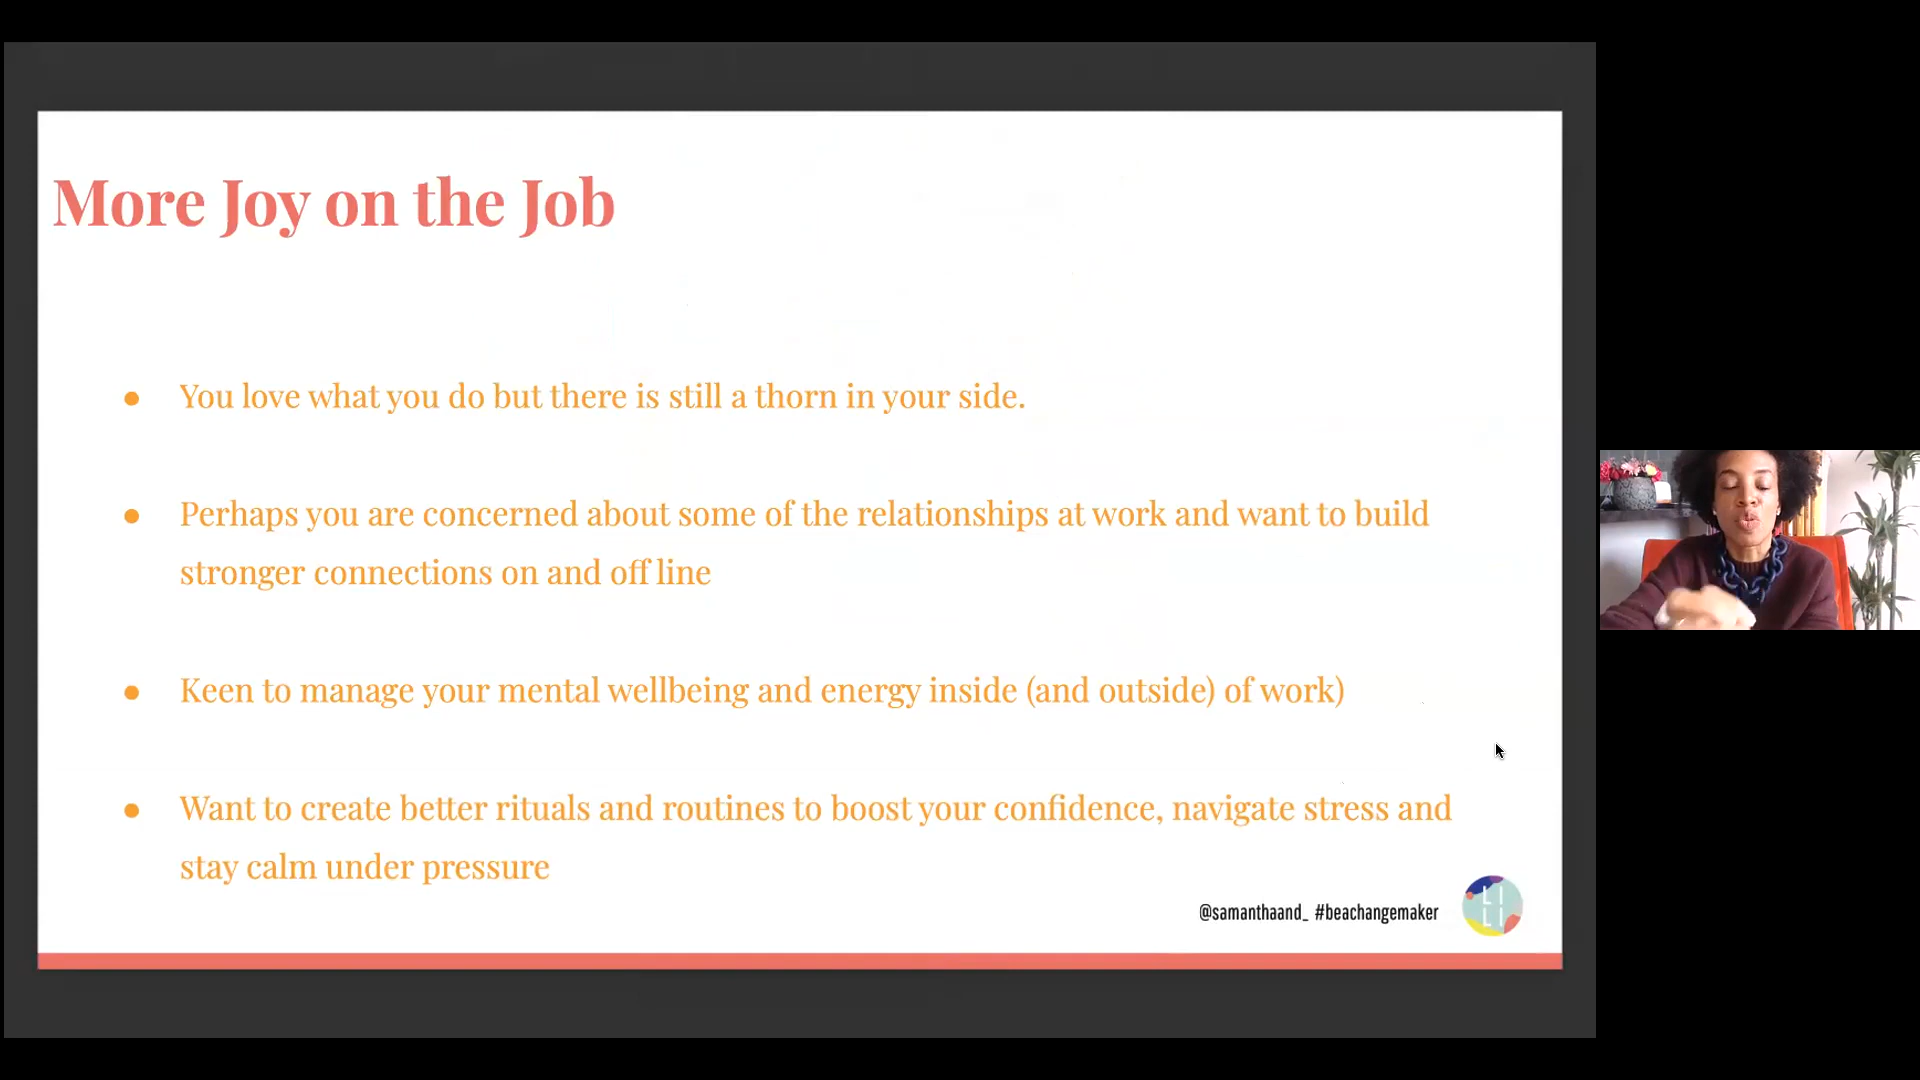 More Joy on the Job
● You love what you do but there is still a thorn in your side.
● Perhaps you are concerned about some of the relationships at work and want to build
stronger connections on and off line
● Keen to manage your mental wellbeing and energy inside (and outside) of work)
● Want to create better rituals and routines to boost your confidence, navigate stress and
stay calm under pressure
@samanthaand_ #beachangemaker
LI
LI